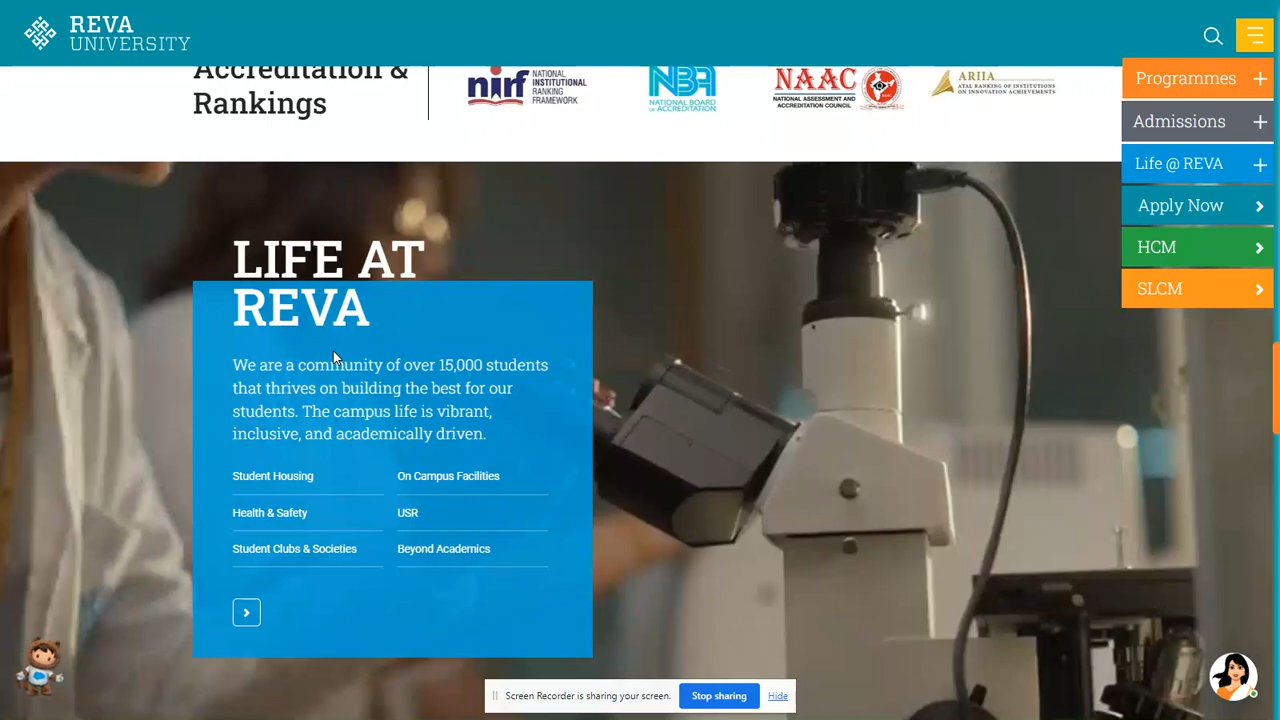 REVA
UNIVERSITY
Accreditation &
Rankings
nirf
NATIONAL
INSTITUTIONAL
RANKING
FRAMEWORK
NBA
NATIONAL BOARD
OF ACCREDITATION
NAAC
NATIONAL ASSESSMENT AND
ACCREDITATION COUNCIL
ARIIA
ATAL RANKING OF INSTITUTIONS
ON INNOVATION ACHIEVEMENTS
Programmes
Admissions
Life @ REVA
Apply Now
HCM
SLCM
LIFE AT
REVA
We are a community of over 15,000 students
that thrives on building the best for our
students. The campus life is vibrant,
inclusive, and academically driven.
Student Housing On Campus Facilities
Health & Safety USR
Student Clubs & Societies Beyond Academics
Screen Recorder is sharing your screen. Stop sharing Hide